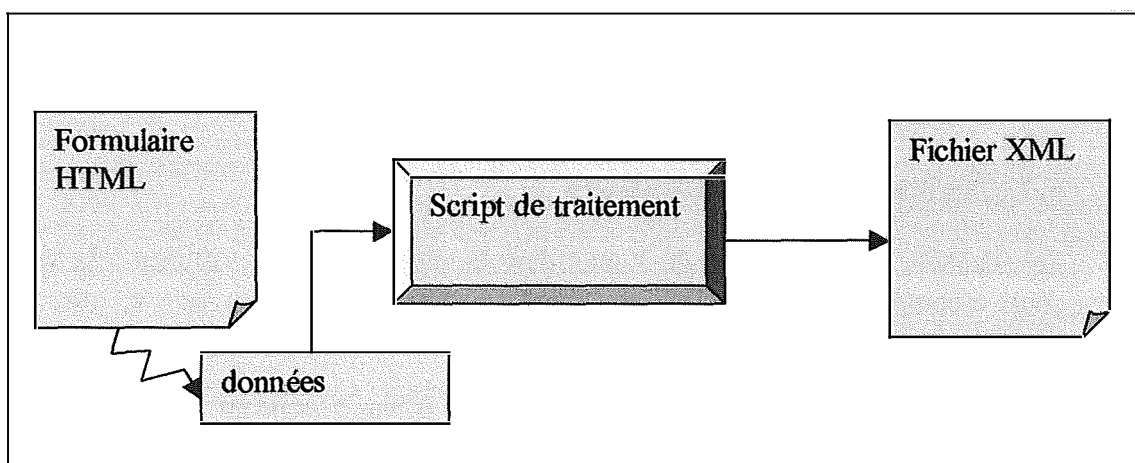 Formulaire
HTML
données
Script de traitement
Fichier XML